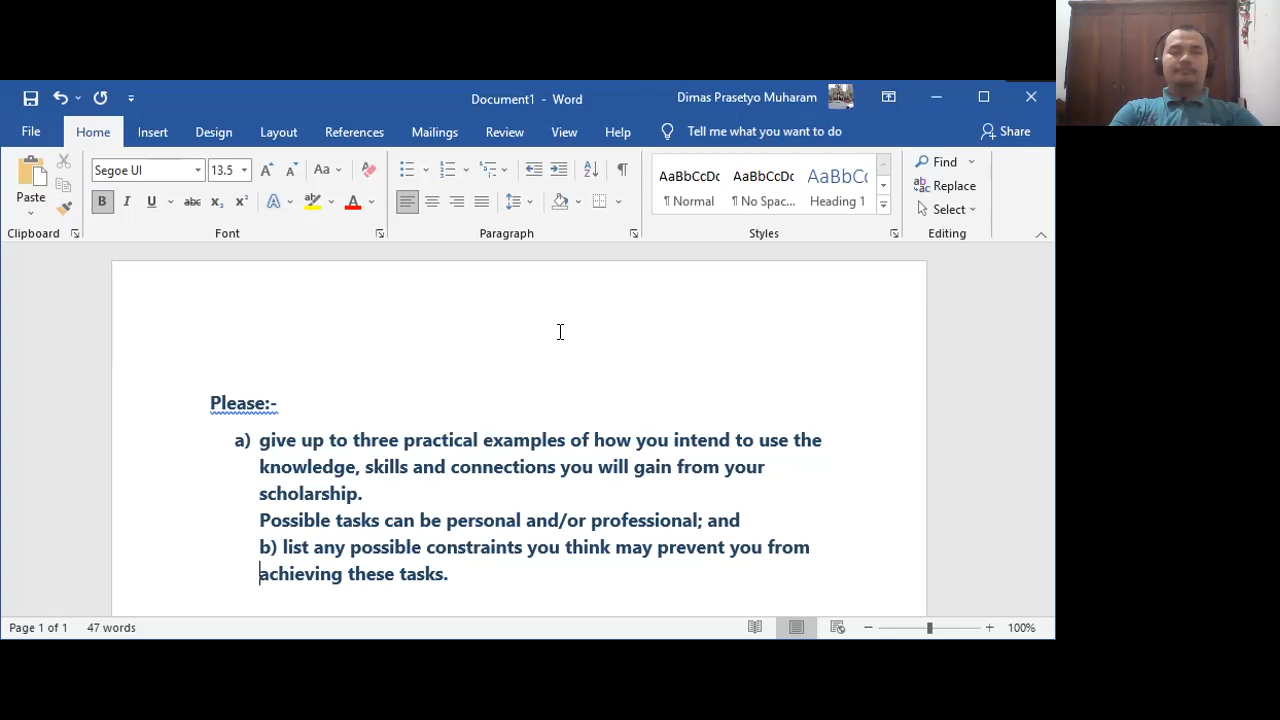 Document1 - Word
Dimas Prasetyo Muharam
File Home Insert Design Layout References Mailings Review View Help Tell me what you want to do Share
Segoe UI 13.5 Aa
Paste
B I U abc x₂ x² A A
AaBbCcDc AaBbCcDc AaBbCc
¶ Normal ¶ No Spac... Heading 1
Find
Replace
Select
Clipboard Font Paragraph Styles Editing
Please:-
a) give up to three practical examples of how you intend to use the
knowledge, skills and connections you will gain from your
scholarship.
Possible tasks can be personal and/or professional; and
b) list any possible constraints you think may prevent you from
achieving these tasks.
Page 1 of 1 47 words 100%